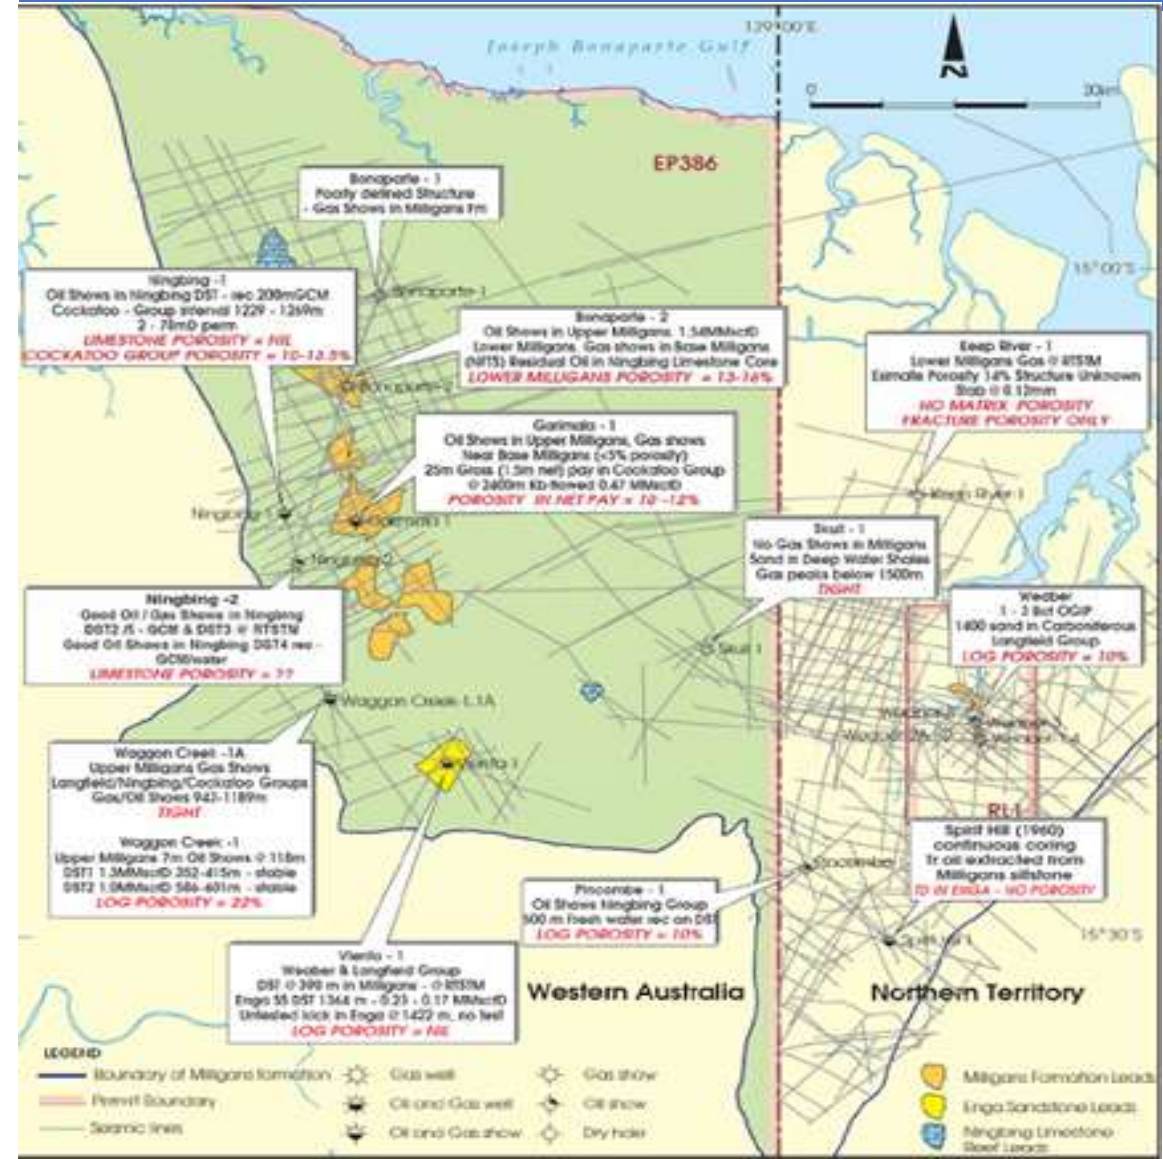 129°00'E
Joseph Bonaparte Gulf
N
0
30km
EP386
15°00'S
Bonaparte - 1
Poorly defined Structure
- Gas Shows in Milligans Fm
Bonaparte-1
Ningbing -1
Oil Shows in Ningbing DST - rec 200mGCM
Cockatoo - Group interval 1229 - 1269m
2 - 78mD perm
LIMESTONE POROSITY = NIL
COCKATOO GROUP POROSITY = 10-13.5%
Bonaparte - 2
Oil Shows in Upper Milligans. 1.54MMscfD
Lower Milligans, Gas shows in Base Milligans
Residual Oil in Ningbing Limestone Core
LOWER MILLIGANS POROSITY = 13-16%
Bonaparte-2
Keep River - 1
Lower Milligans Gas @ RTSTM
Estimate Porosity 14% Structure Unknown
@ 0.12mm
NO MATRIX POROSITY
FRACTURE POROSITY ONLY
Keep River-1
Garimala - 1
Oil Shows in Upper Milligans, Gas shows
Near Base Milligans (<5% porosity)
25m Gross (1.5m net) pay in Cockatoo Group
@ 2600m Kb flowed 0.47 MMscfD
POROSITY IN NET PAY = 10 -12%
Ningbing-1
Garimala 1
Ningbing-2
Skull - 1
No Gas Shows in Milligans
Sand in Deep Water Shales
Gas peaks below 1500m
TIGHT
Skull 1
Ningbing -2
Good Oil / Gas Shows in Ningbing
DST2 /5 - GCM & DST3 @ RTSTM
Good Oil Shows in Ningbing DST4 rec -
LIMESTONE POROSITY = ??
Weaber
1 - 2 Bcf OGIP
1400 sand in Carboniferous
Langfield Group
LOG POROSITY = 10%
Waggon Creek-1,1A
Vienta 1
Waggon Creek -1A
Upper Milligans Gas Shows
Langfield/Ningbing/Cockatoo Groups
Gas/Oil Shows 947-1189m
TIGHT
Waggon Creek -1
Upper Milligans 7m Oil Shows @ 118m
DST1 1.3MMscfD 352-415m - stable
DST2 1.0MMscfD 586-601m - stable
LOG POROSITY = 22%
RL1
Spirit Hill (1960)
continuous coring
Tr oil extracted from
Milligans siltstone
TD IN ENGA - NO POROSITY
Pincombe 1
Pincombe - 1
Oil Shows Ningbing Group
500 m Fresh water rec on DST
LOG POROSITY = 10%
Spirit Hill 1
15°30'S
Vienta - 1
Weaber & Langfield Group
DST @ 390 m in Milligans - @ RTSTM
Enga SS DST 1364 m - 0.23 - 0.17 MMscfD
Untested kick in Enga @ 1422 m, no test
LOG POROSITY = NIL
Western Australia
Northern Territory
LEGEND
Boundary of Milligans formation
Permit Boundary
Seismic lines
Gas well
Oil and Gas well
Oil and Gas show
Gas show
Oil show
Dry hole
Milligans Formation Leads
Enga Sandstone Leads
Ningbing Limestone
Reef Leads